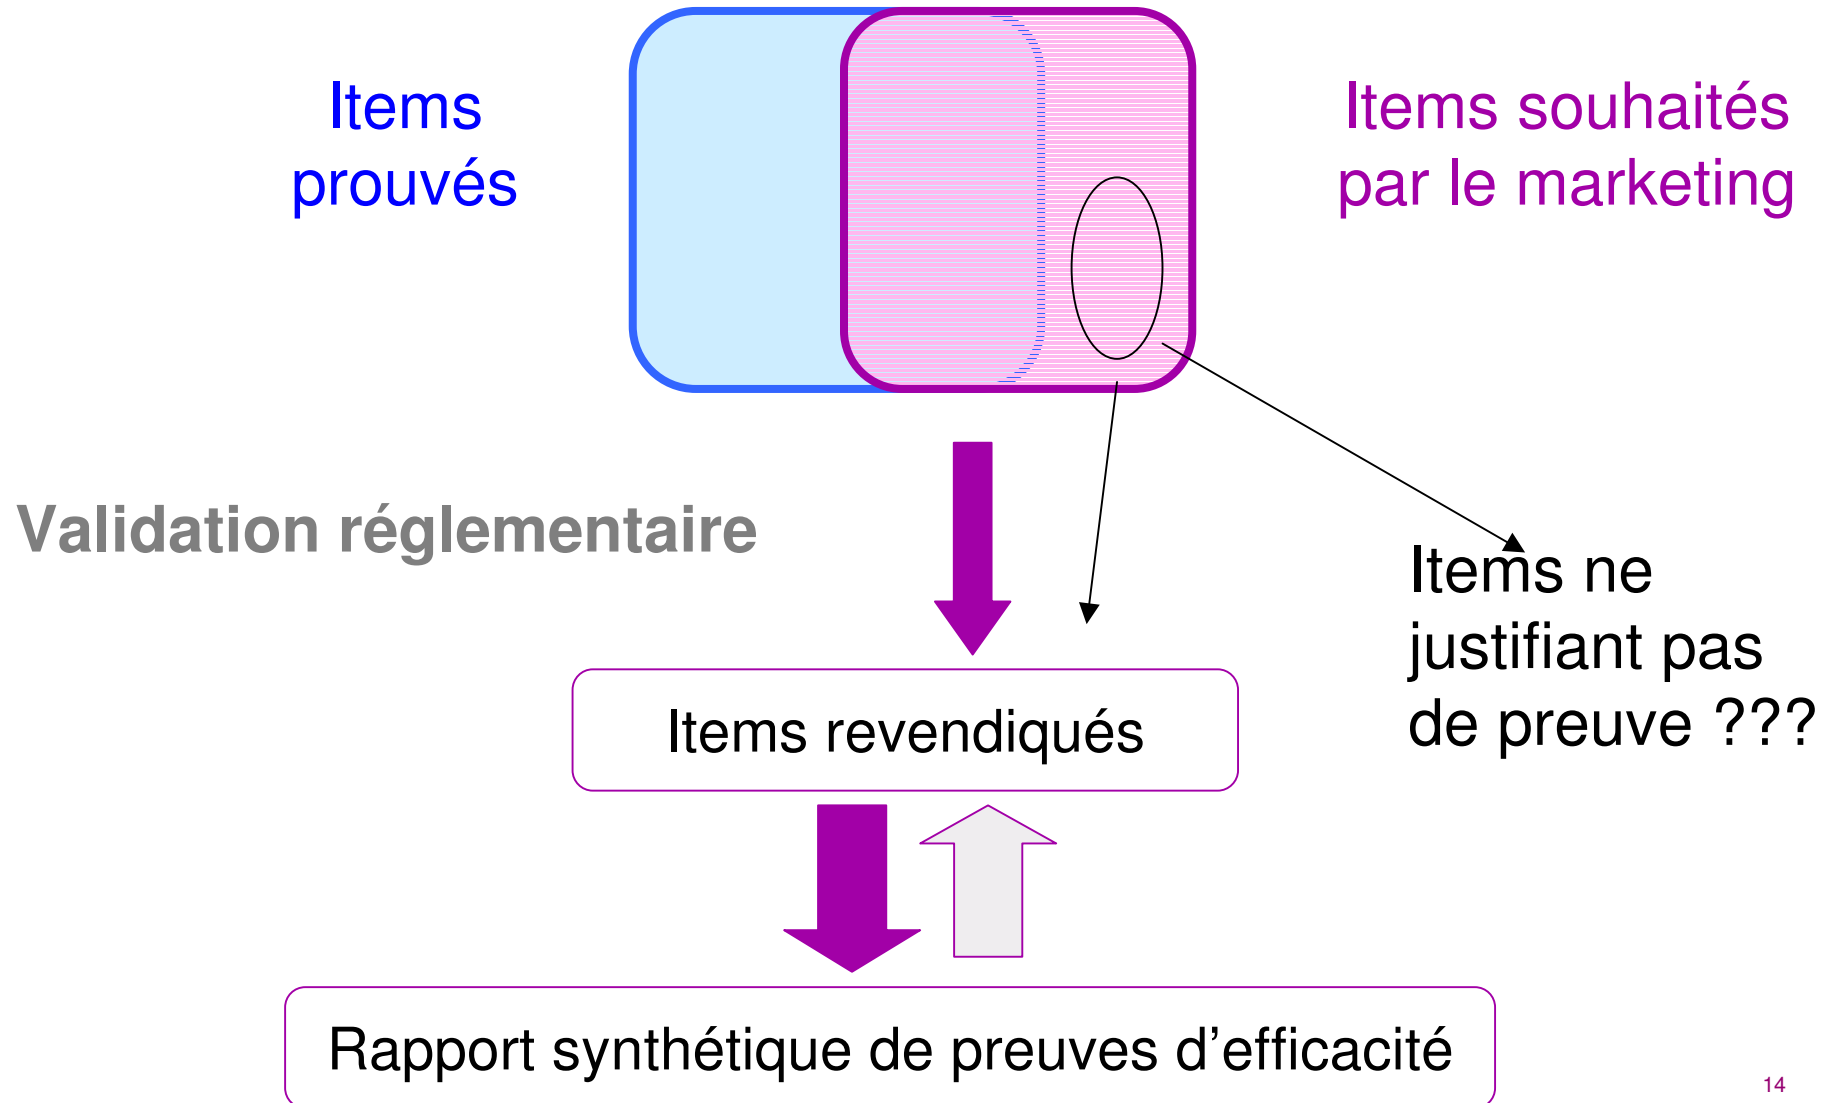 Items
prouvés
Items souhaités
par le marketing
Validation réglementaire
Items ne
justifiant pas
de preuve ???
Items revendiqués
Rapport synthétique de preuves d’efficacité
14